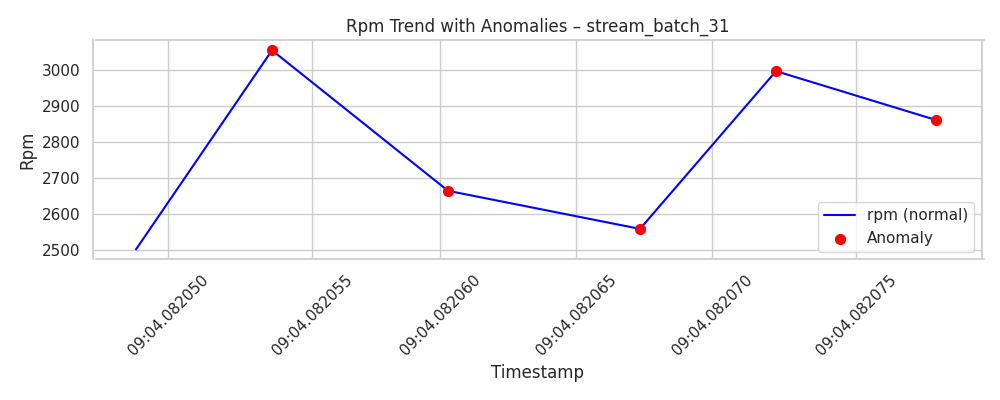 Rpm Trend with Anomalies – stream_batch_31
Rpm
3000
2900
2800
2700
2600
2500
rpm (normal)
Anomaly
09:04.082050
09:04.082055
09:04.082060
09:04.082065
09:04.082070
09:04.082075
Timestamp